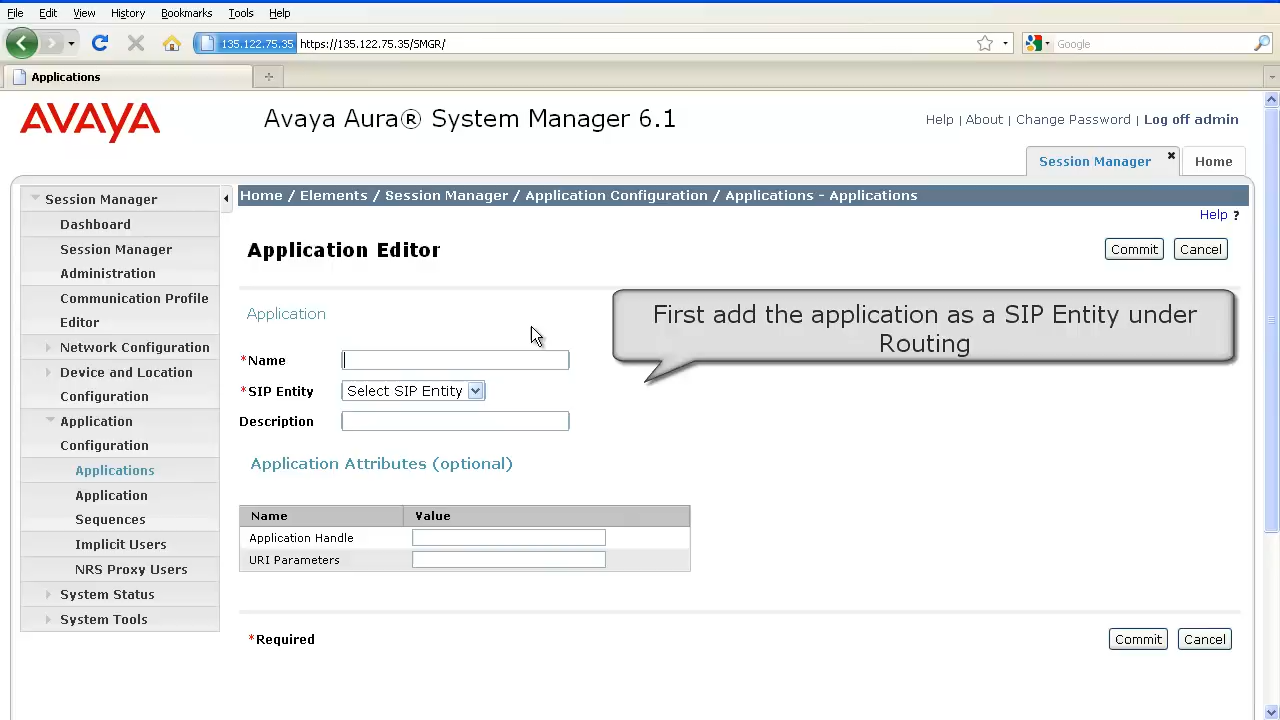 File Edit View History Bookmarks Tools Help
135.122.75.35 https://135.122.75.35/SMGR/ Google
Applications
AVAYA Avaya Aura® System Manager 6.1 Help | About | Change Password | Log off admin
Session Manager Home
Home / Elements / Session Manager / Application Configuration / Applications - Applications
Help ?
Session Manager
Dashboard
Session Manager
Administration
Communication Profile
Editor
Network Configuration
Device and Location
Configuration
Application
Configuration
Applications
Application
Sequences
Implicit Users
NRS Proxy Users
System Status
System Tools
Application Editor Commit Cancel
Application
First add the application as a SIP Entity under
Routing
*Name
*SIP Entity Select SIP Entity
Description
Application Attributes (optional)
Name Value
Application Handle
URI Parameters
*Required Commit Cancel